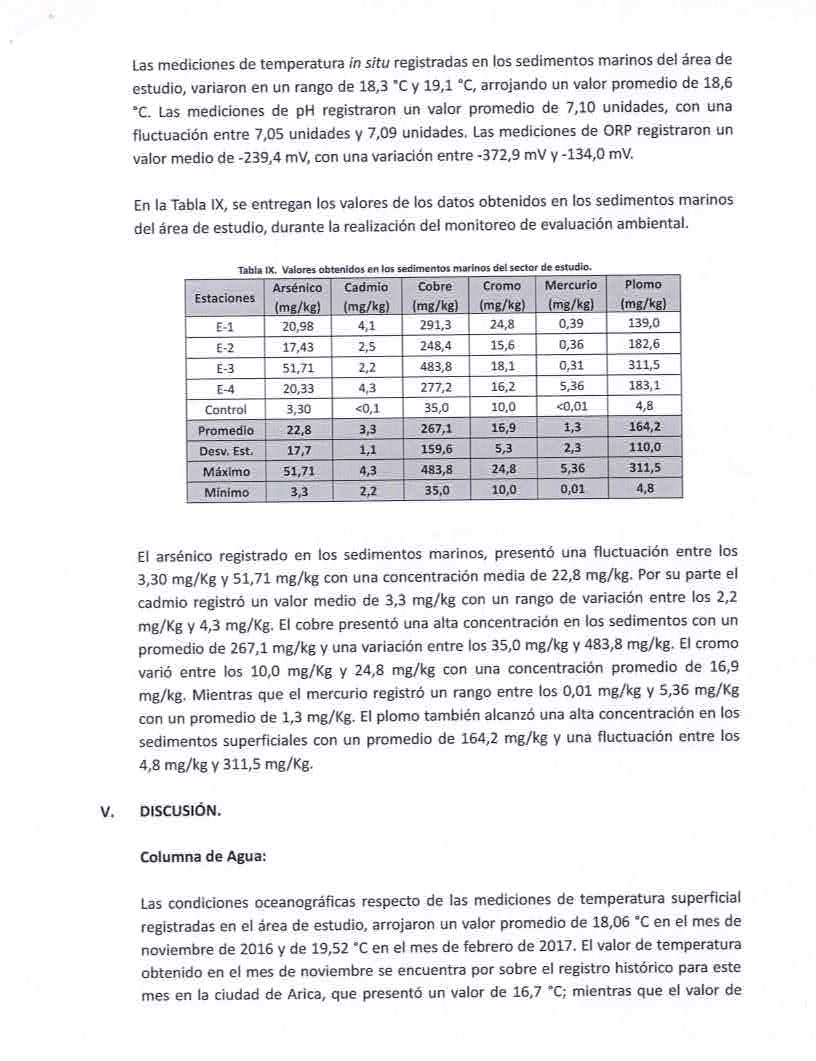 Las mediciones de temperatura in situ registradas en los sedimentos marinos del área de
estudio, variaron en un rango de 18,3 °C y 19,1 °C, arrojando un valor promedio de 18,6
°C. Las mediciones de pH registraron un valor promedio de 7,10 unidades, con una
fluctuación entre 7,05 unidades y 7,09 unidades. Las mediciones de ORP registraron un
valor medio de -239,4 mV, con una variación entre -372,9 mV y -134,0 mV.
En la Tabla IX, se entregan los valores de los datos obtenidos en los sedimentos marinos
del área de estudio, durante la realización del monitoreo de evaluación ambiental.
Tabla IX. Valores obtenidos en los sedimentos marinos del sector de estudio.
Estaciones Arsénico (mg/kg) Cadmio (mg/kg) Cobre (mg/kg) Cromo (mg/kg) Mercurio (mg/kg) Plomo (mg/kg)
E-1 20,98 4,1 291,3 24,8 0,39 139,0
E-2 17,43 2,5 248,4 15,6 0,36 182,6
E-3 51,71 2,2 483,8 18,1 0,31 311,5
E-4 20,33 4,3 277,2 16,2 5,36 183,1
Control 3,30 <0,1 35,0 10,0 <0,01 4,8
Promedio 22,8 3,3 267,1 16,9 1,3 164,2
Desv. Est. 17,7 1,1 159,6 5,3 2,3 110,0
Máximo 51,71 4,3 483,8 24,8 5,36 311,5
Mínimo 3,3 2,2 35,0 10,0 0,01 4,8
El arsénico registrado en los sedimentos marinos, presentó una fluctuación entre los
3,30 mg/Kg y 51,71 mg/kg con una concentración media de 22,8 mg/kg. Por su parte el
cadmio registró un valor medio de 3,3 mg/kg con un rango de variación entre los 2,2
mg/Kg y 4,3 mg/Kg. El cobre presentó una alta concentración en los sedimentos con un
promedio de 267,1 mg/kg y una variación entre los 35,0 mg/kg y 483,8 mg/kg. El cromo
varió entre los 10,0 mg/Kg y 24,8 mg/kg con una concentración promedio de 16,9
mg/kg. Mientras que el mercurio registró un rango entre los 0,01 mg/kg y 5,36 mg/Kg
con un promedio de 1,3 mg/Kg. El plomo también alcanzó una alta concentración en los
sedimentos superficiales con un promedio de 164,2 mg/kg y una fluctuación entre los
4,8 mg/kg y 311,5 mg/Kg.
V. DISCUSIÓN.
Columna de Agua:
Las condiciones oceanográficas respecto de las mediciones de temperatura superficial
registradas en el área de estudio, arrojaron un valor promedio de 18,06 °C en el mes de
noviembre de 2016 y de 19,52 °C en el mes de febrero de 2017. El valor de temperatura
obtenido en el mes de noviembre se encuentra por sobre el registro histórico para este
mes en la ciudad de Arica, que presentó un valor de 16,7 °C; mientras que el valor de